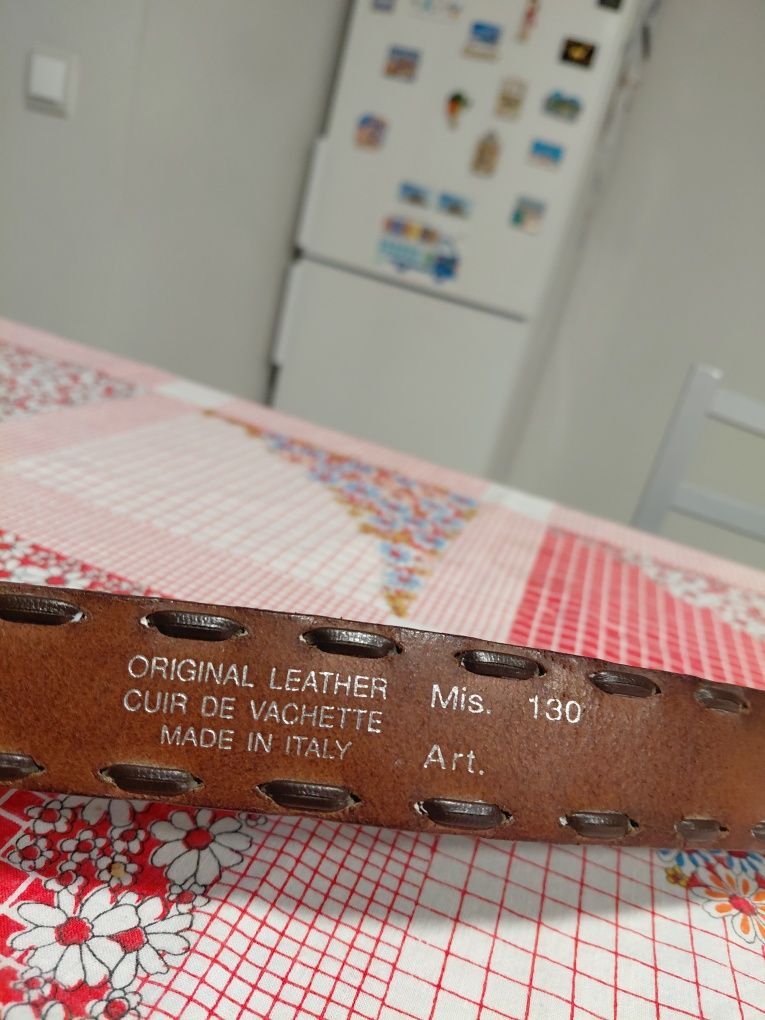 ORIGINAL LEATHER
CUIR DE VACHETTE
MADE IN ITALY
Mis. 130
Art.